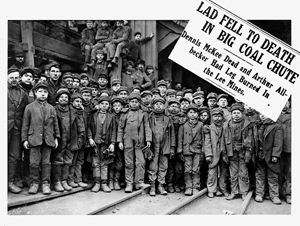 LAD FELL TO DEATH
IN BIG COAL CHUTE
Dennis McKee Dead and Arthur All-
becker Had Leg Burned In
the Lee Mines.